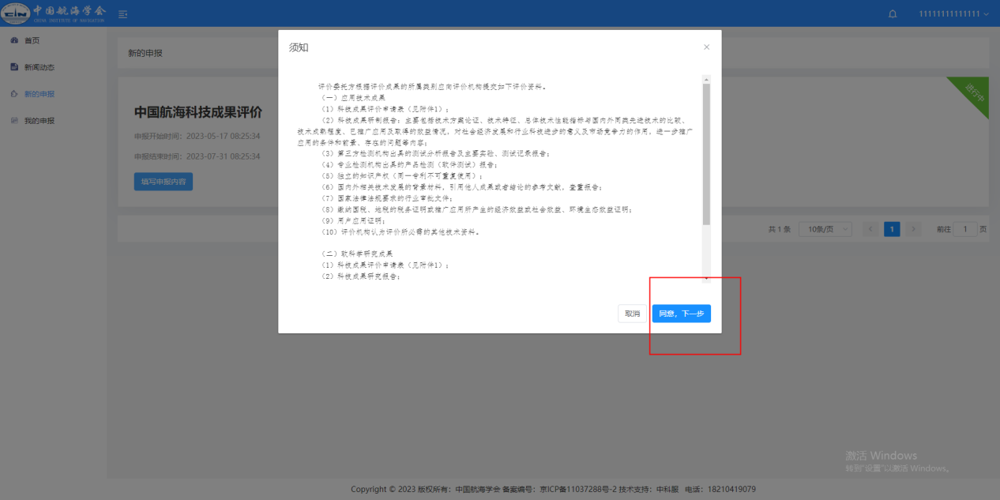 中国航海学会
CHINA INSTITUTE OF NAVIGATION
11111111111111
首页
新闻动态
新的申报
我的申报
新的申报
进行中
中国航海科技成果评价
申报开始时间：2023-05-17 08:25:34
申报结束时间：2023-07-31 08:25:34
填写申报内容
须知
评价委托方根据评价成果的所属类别应向评价机构提交如下评价资料。
（一）应用技术成果
（1）科技成果评价申请表（见附件1）；
（2）科技成果研制报告：主要包括技术方案论证、技术特征、总体技术性能指标与国内外同类先进技术的比较、
技术成熟程度、已推广应用及取得的效益情况，对社会经济发展和行业科技进步的意义及市场竞争力的作用，进一步推广
应用的条件和前景、存在的问题等内容；
（3）第三方检测机构出具的测试分析报告及主要实验、测试记录报告；
（4）专业检测机构出具的产品检测（软件测试）报告；
（5）独立的知识产权（同一专利不可重复使用）；
（6）国内外相关技术发展的背景材料，引用他人成果或者结论的参考文献，查重报告；
（7）国家法律法规要求的行业审批文件；
（8）缴纳国税、地税的税务证明或推广应用所产生的经济效益或社会效益、环境生态效益证明；
（9）用户应用证明；
（10）评价机构认为评价所必需的其他技术资料。
（二）软科学研究成果
（1）科技成果评价申请表（见附件1）；
（2）科技成果研究报告；
取消
同意，下一步
共 1 条
10条/页
1
前往 1 页
激活 Windows
转到"设置"以激活 Windows。
Copyright © 2023 版权所有：中国航海学会 备案编号：京ICP备11037288号-2 技术支持：中科服 电话：18210419079